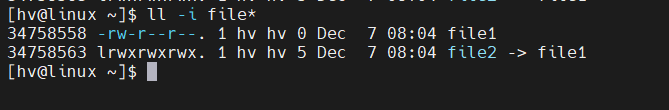 [hv@linux ~]$ ll -i file*
34758558 -rw-r--r--. 1 hv hv 0 Dec  7 08:04 file1
34758563 lrwxrwxrwx. 1 hv hv 5 Dec  7 08:04 file2 -> file1
[hv@linux ~]$